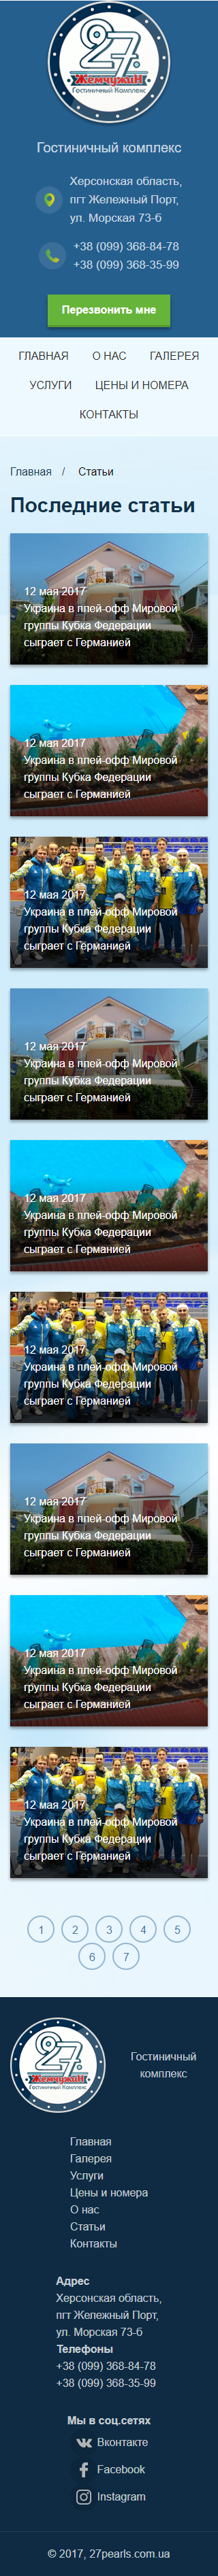 27
Жемчужин
Гостиничный Комплекс
Гостиничный комплекс
Херсонская область,
пгт Жележный Порт,
ул. Морская 73-б
+38 (099) 368-84-78
+38 (099) 368-35-99
Перезвонить мне
ГЛАВНАЯ О НАС ГАЛЕРЕЯ
УСЛУГИ ЦЕНЫ И НОМЕРА
КОНТАКТЫ
Главная / Статьи
Последние статьи
12 мая 2017
Украина в плей-офф Мировой
группы Кубка Федерации
сыграет с Германией
12 мая 2017
Украина в плей-офф Мировой
группы Кубка Федерации
сыграет с Германией
12 мая 2017
Украина в плей-офф Мировой
группы Кубка Федерации
сыграет с Германией
12 мая 2017
Украина в плей-офф Мировой
группы Кубка Федерации
сыграет с Германией
12 мая 2017
Украина в плей-офф Мировой
группы Кубка Федерации
сыграет с Германией
12 мая 2017
Украина в плей-офф Мировой
группы Кубка Федерации
сыграет с Германией
12 мая 2017
Украина в плей-офф Мировой
группы Кубка Федерации
сыграет с Германией
12 мая 2017
Украина в плей-офф Мировой
группы Кубка Федерации
сыграет с Германией
12 мая 2017
Украина в плей-офф Мировой
группы Кубка Федерации
сыграет с Германией
1 2 3 4 5
6 7
27
Жемчужин
Гостиничный Комплекс
Гостиничный
комплекс
Главная
Галерея
Услуги
Цены и номера
О нас
Статьи
Контакты
Адрес
Херсонская область,
пгт Жележный Порт,
ул. Морская 73-б
Телефоны
+38 (099) 368-84-78
+38 (099) 368-35-99
Мы в соц.сетях
Вконтакте
Facebook
Instagram
© 2017, 27pearls.com.ua